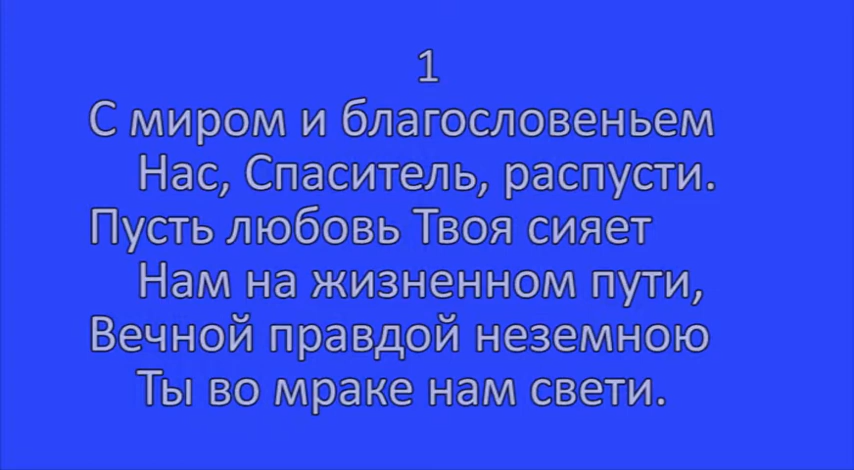 1
С миром и благословеньем
Нас, Спаситель, распусти.
Пусть любовь Твоя сияет
Нам на жизненном пути,
Вечной правдой неземною
Ты во мраке нам свети.